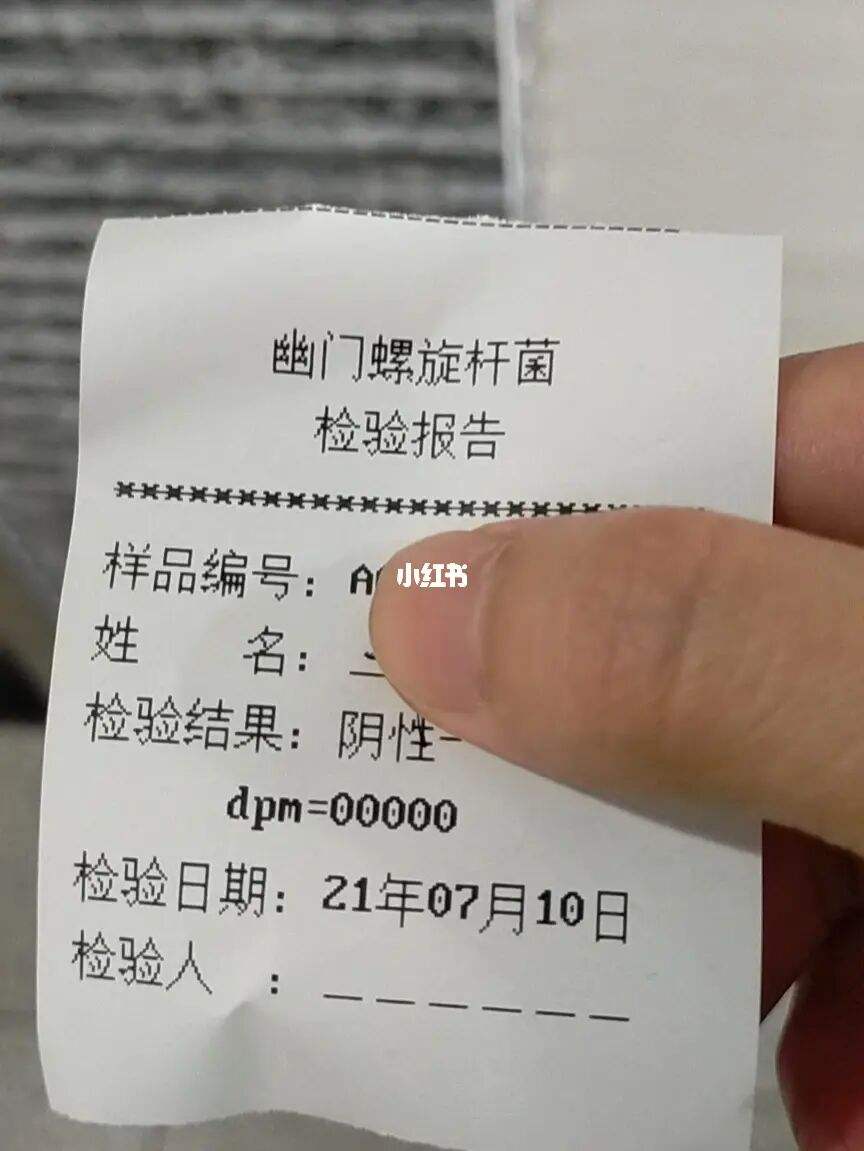 幽门螺旋杆菌
检验报告
****************************
样品编号: A
小红书
姓 名:
检验结果: 阴性-
dpm=00000
检验日期: 21年07月10日
检验人 : ______